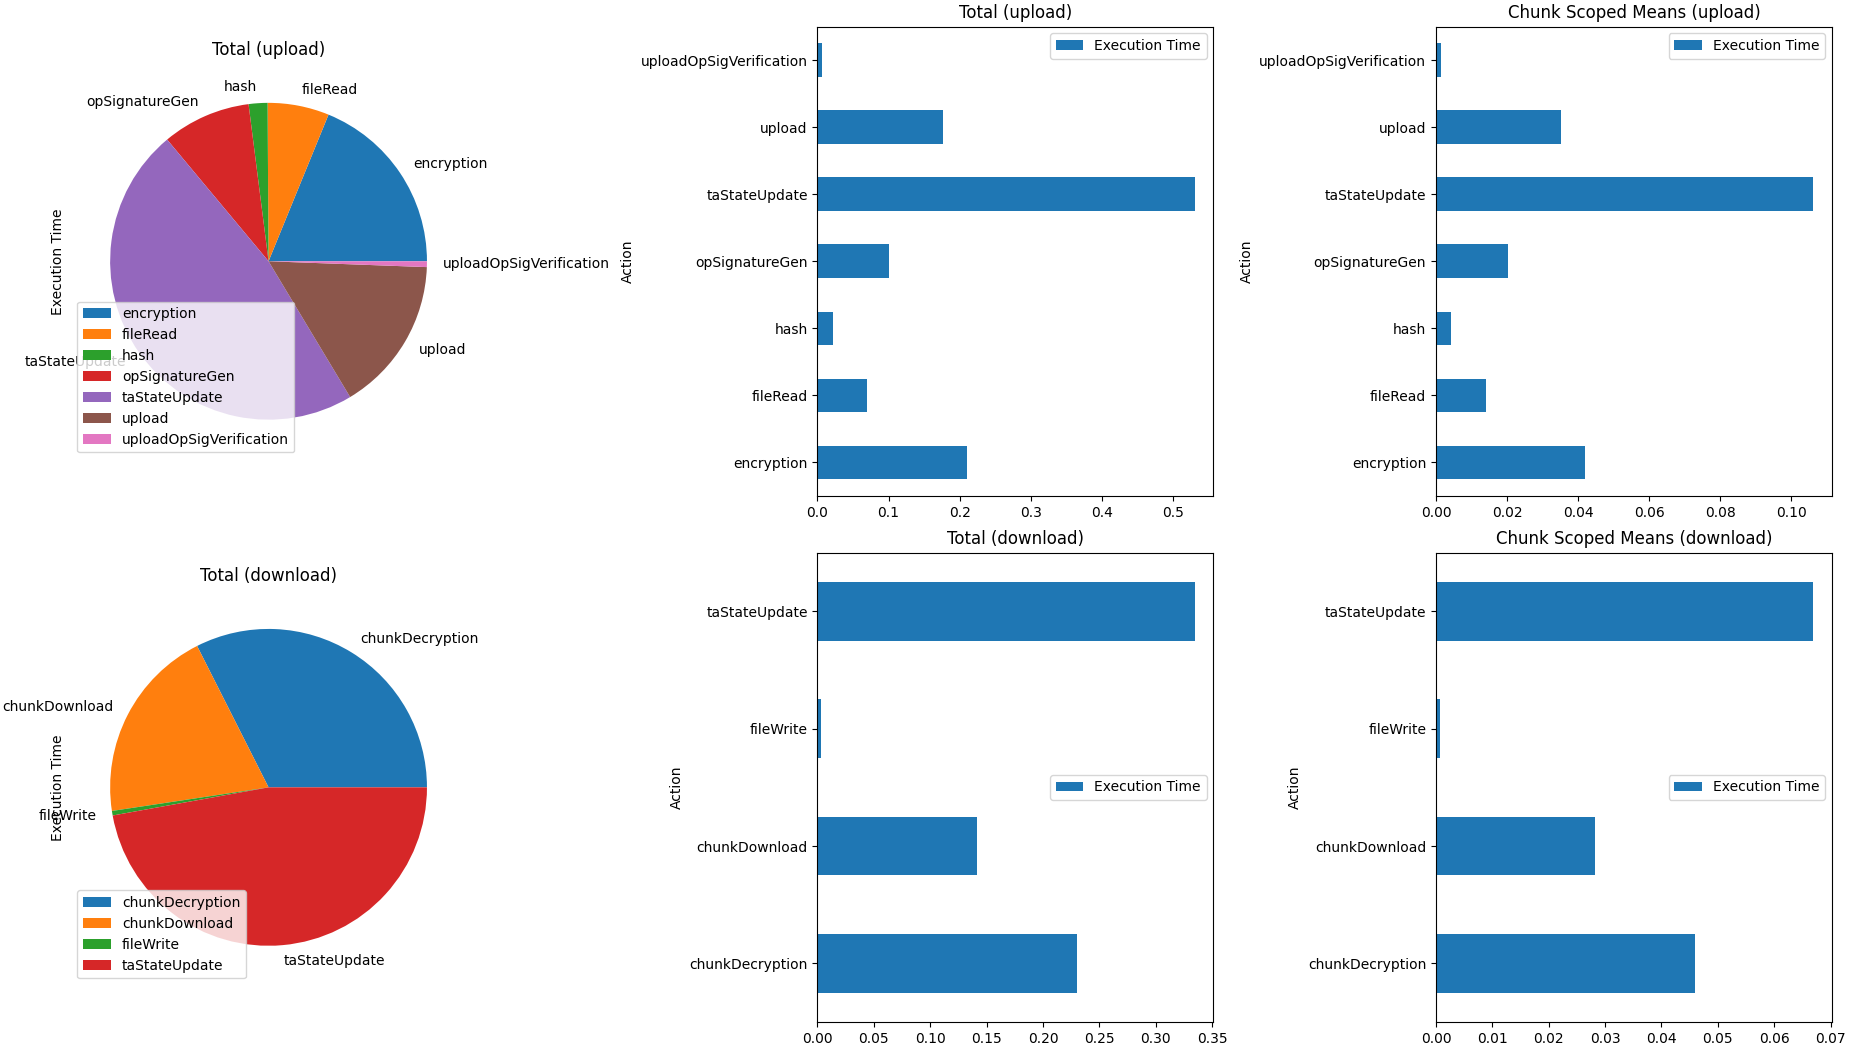 Total (upload)
hash
fileRead
opSignatureGen
encryption
Execution Time
uploadOpSigVerification
upload
taStateUpdate
encryption
fileRead
hash
opSignatureGen
taStateUpdate
upload
uploadOpSigVerification
Total (upload)
Execution Time
uploadOpSigVerification
upload
taStateUpdate
Action
opSignatureGen
hash
fileRead
encryption
0.0 0.1 0.2 0.3 0.4 0.5
Chunk Scoped Means (upload)
Execution Time
uploadOpSigVerification
upload
taStateUpdate
Action
opSignatureGen
hash
fileRead
encryption
0.00 0.02 0.04 0.06 0.08 0.10
Total (download)
chunkDecryption
chunkDownload
Execution Time
fileWrite
taStateUpdate
chunkDecryption
chunkDownload
fileWrite
taStateUpdate
Total (download)
taStateUpdate
fileWrite
Action
Execution Time
chunkDownload
chunkDecryption
0.00 0.05 0.10 0.15 0.20 0.25 0.30 0.35
Chunk Scoped Means (download)
taStateUpdate
fileWrite
Action
Execution Time
chunkDownload
chunkDecryption
0.00 0.01 0.02 0.03 0.04 0.05 0.06 0.07